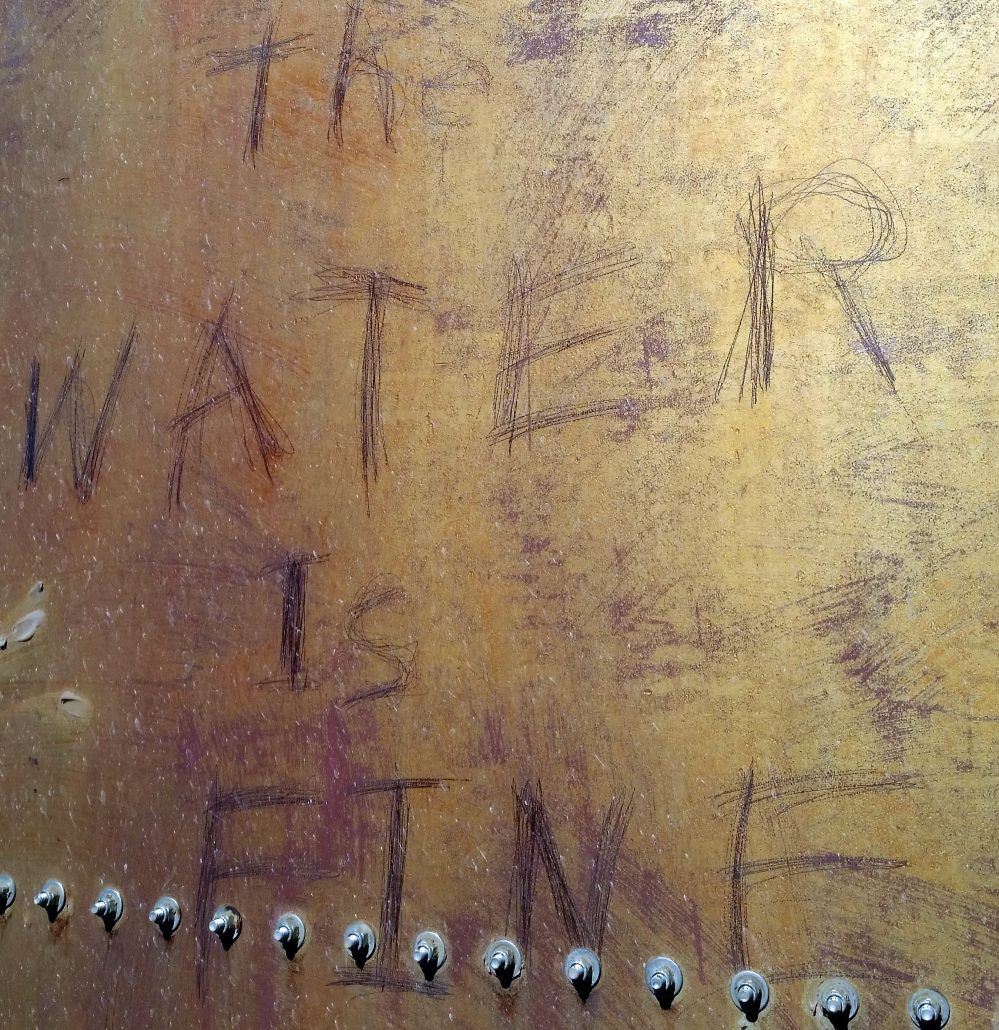 the
WATER
IS
FINE